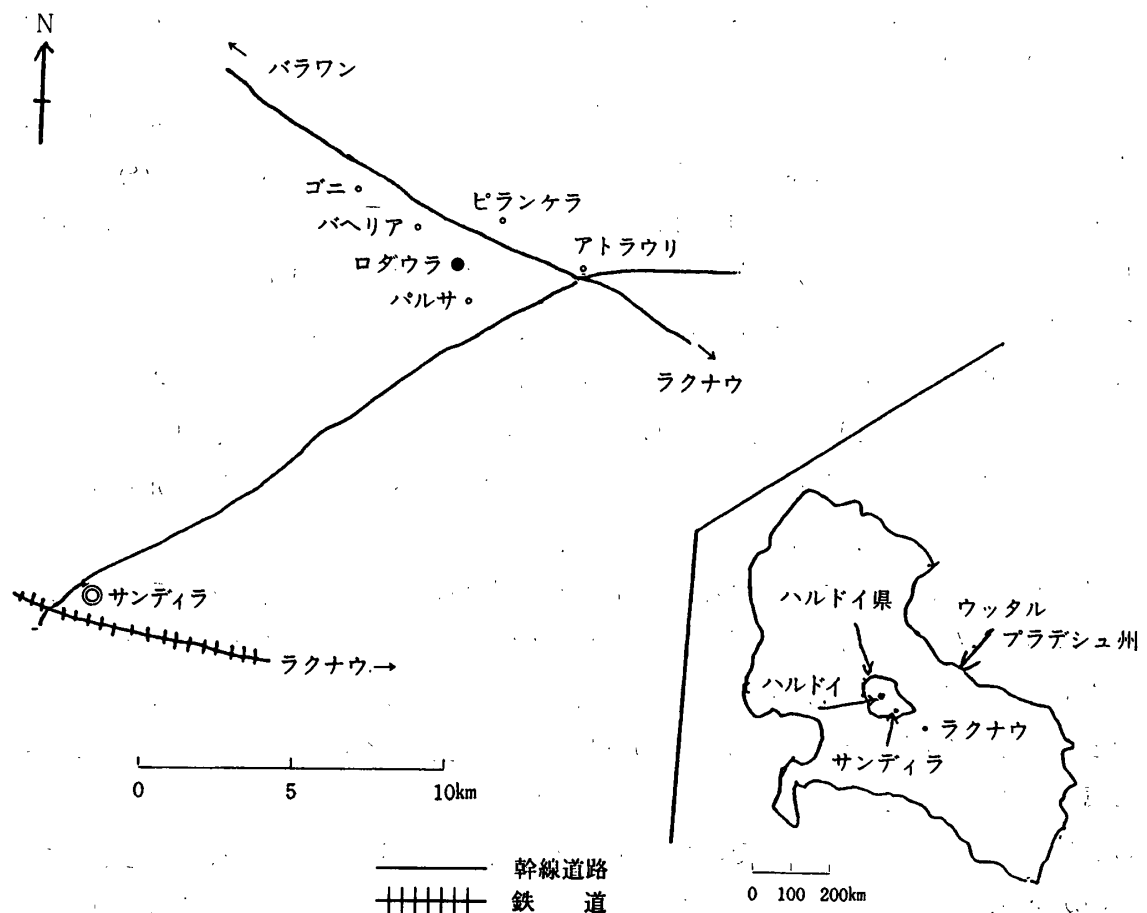 N
バラワン
ゴニ
ピランケラ
バヘリア
アトラウリ
ロダウラ
パルサ
ラクナウ
サンディラ
ラクナウ→
0 5 10km
ハルドイ県
ウッタル
プラデシュ州
ハルドイ
ラクナウ
サンディラ
0 100 200km
幹線道路
鉄 道